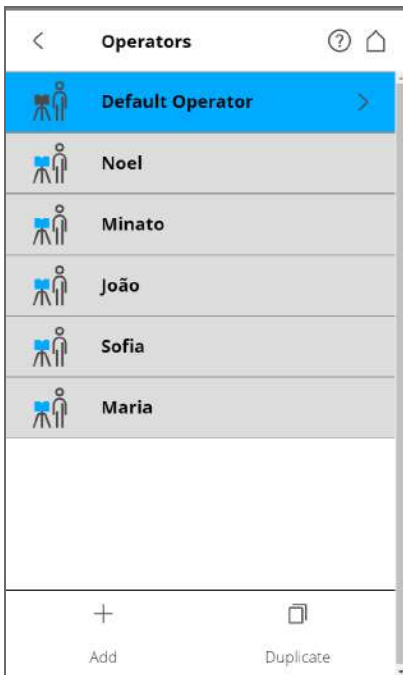 Operators
Default Operator
Noel
Minato
João
Sofia
Maria
Add
Duplicate